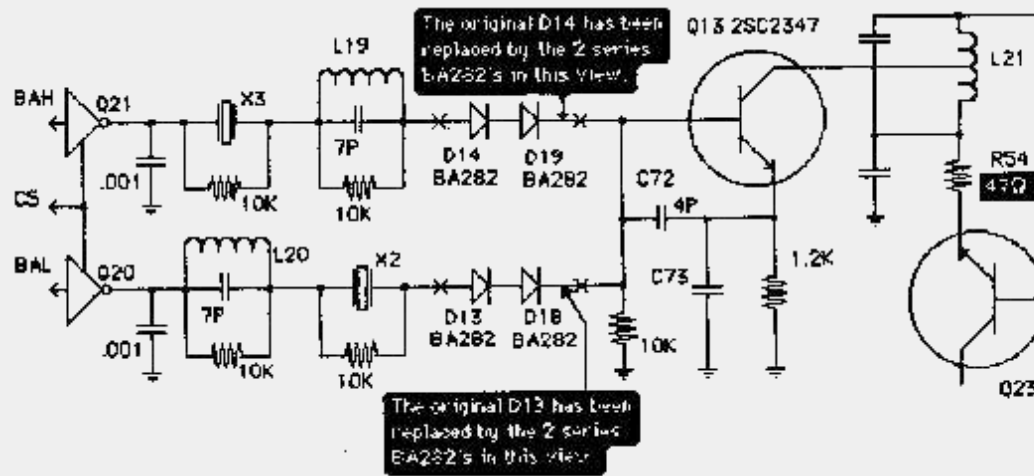 The original D14 has been
replaced by the 2 series
BA282's in this view.
Q13 2SC2347
L19
L21
BAH
Q21
X3
7P
D14
BA282
D19
BA282
R54
47Ω
.001
10K
10K
C72
4P
CS
L20
BAL
Q20
X2
C73
1.2K
7P
D13
BA282
D18
BA282
.001
10K
10K
10K
Q23
The original D13 has been
replaced by the 2 series
BA282's in this view